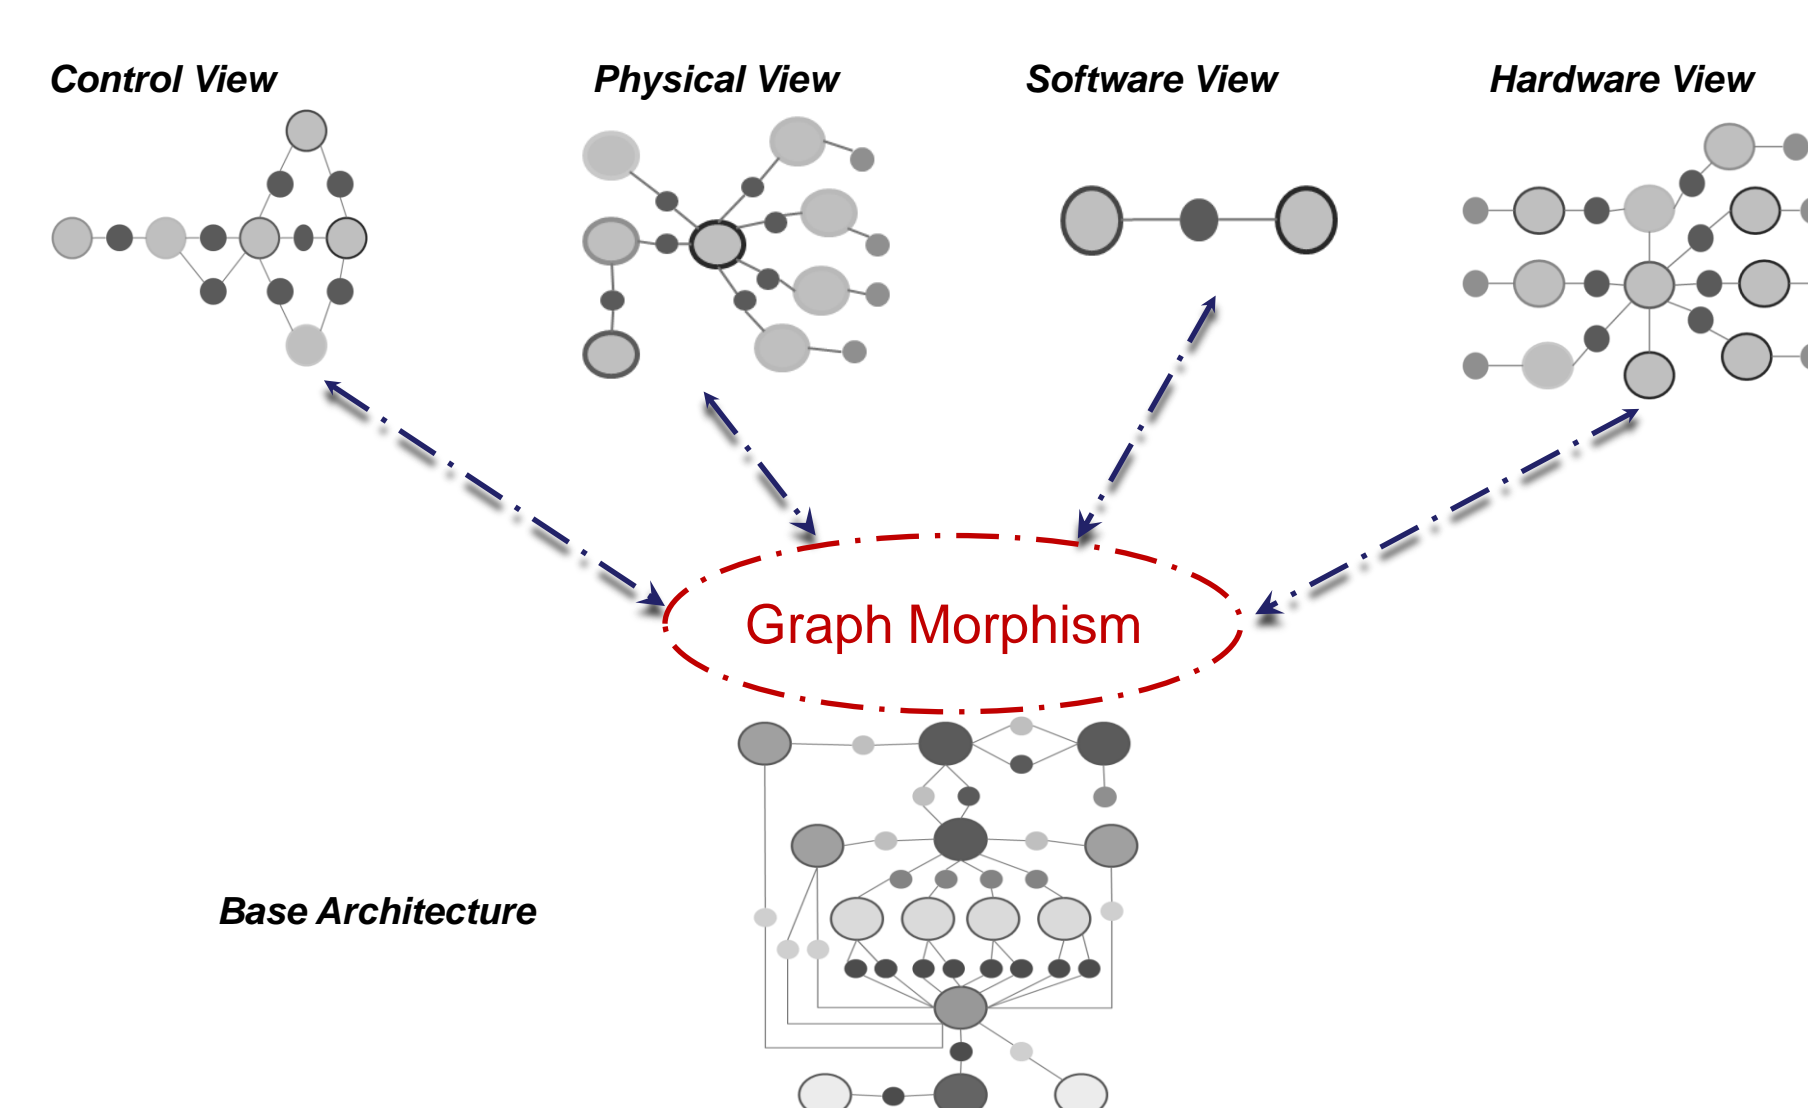 Control View
Physical View
Software View
Hardware View
Graph Morphism
Base Architecture